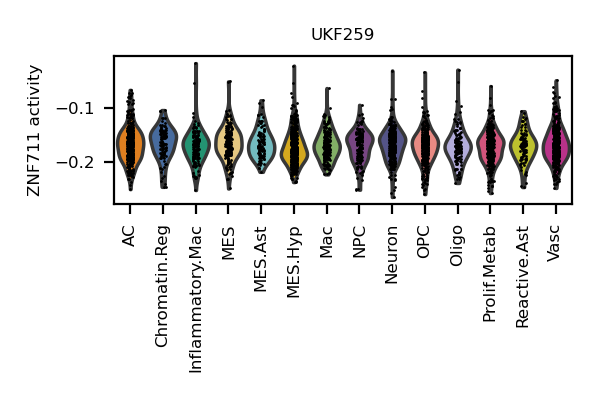 UKF259
ZNF711 activity
−0.1
−0.2
AC
Chromatin.Reg
Inflammatory.Mac
MES
MES.Ast
MES.Hyp
Mac
NPC
Neuron
OPC
Oligo
Prolif.Metab
Reactive.Ast
Vasc